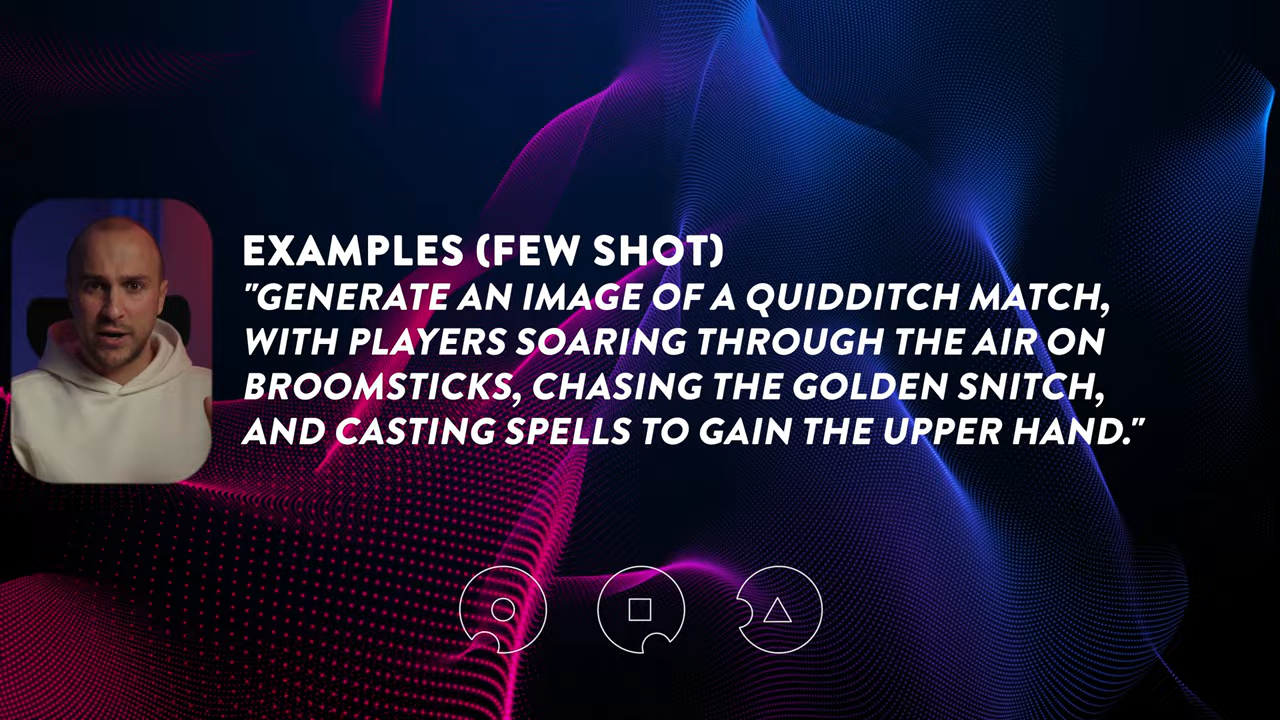 EXAMPLES (FEW SHOT)
"GENERATE AN IMAGE OF A QUIDDITCH MATCH,
WITH PLAYERS SOARING THROUGH THE AIR ON
BROOMSTICKS, CHASING THE GOLDEN SNITCH,
AND CASTING SPELLS TO GAIN THE UPPER HAND."